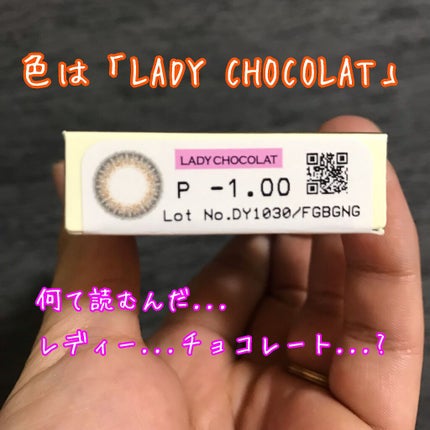 色は「LADY CHOCOLAT」
LADY CHOCOLAT
P -1.00
Lot No.DY1030/FGBGNG
何て読むんだ...
レディー...チョコレート...?